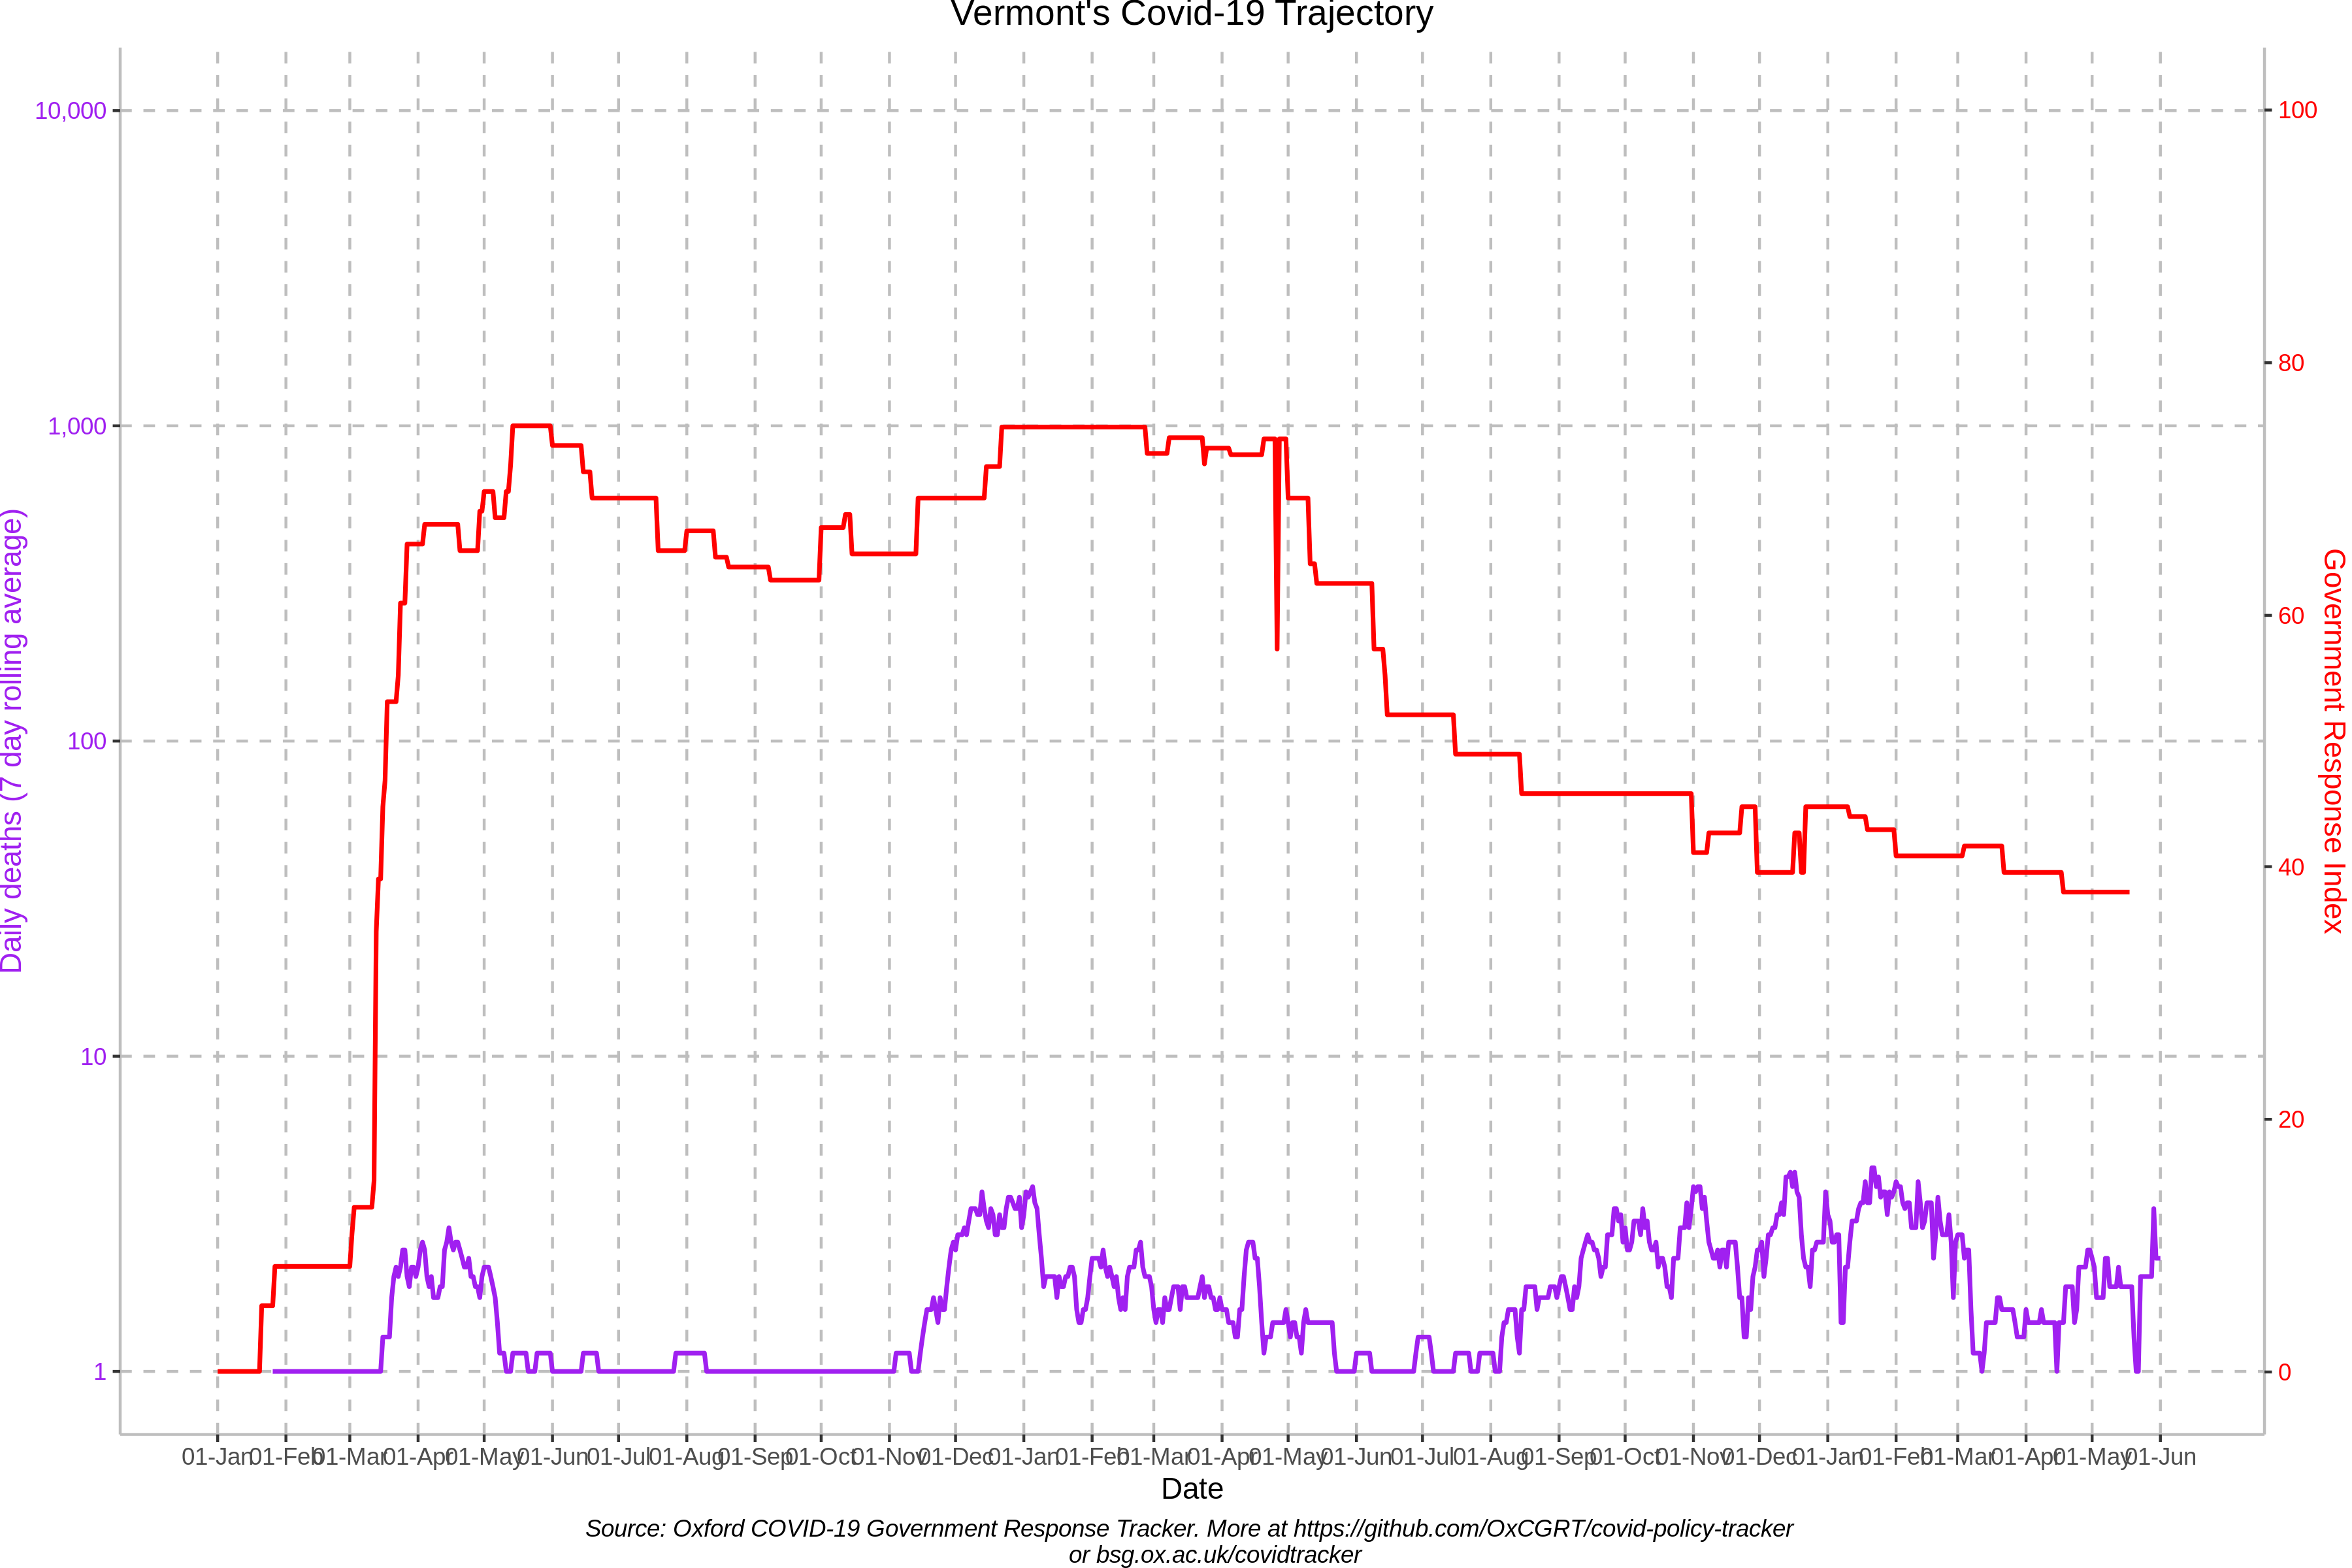 Vermont's Covid-19 Trajectory
10,000
1,000
100
10
1
Daily deaths (7 day rolling average)
100
80
60
40
20
0
Government Response Index
01-Jan 01-Feb 01-Mar 01-Apr 01-May 01-Jun 01-Jul 01-Aug 01-Sep 01-Oct 01-Nov 01-Dec 01-Jan 01-Feb 01-Mar 01-Apr 01-May 01-Jun 01-Jul 01-Aug 01-Sep 01-Oct 01-Nov 01-Dec 01-Jan 01-Feb 01-Mar 01-Apr 01-May 01-Jun
Date
Source: Oxford COVID-19 Government Response Tracker. More at https://github.com/OxCGRT/covid-policy-tracker
or bsg.ox.ac.uk/covidtracker